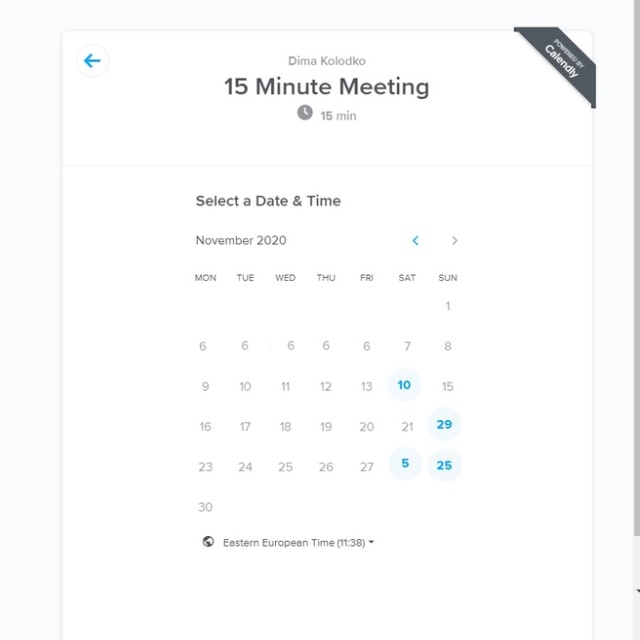 POWERED BY
Calendly
Dima Kolodko
15 Minute Meeting
15 min
Select a Date & Time
November 2020
MON TUE WED THU FRI SAT SUN
1
6 6 6 6 6 7 8
9 10 11 12 13 10 15
16 17 18 19 20 21 29
23 24 25 26 27 5 25
30
Eastern European Time (11:38)